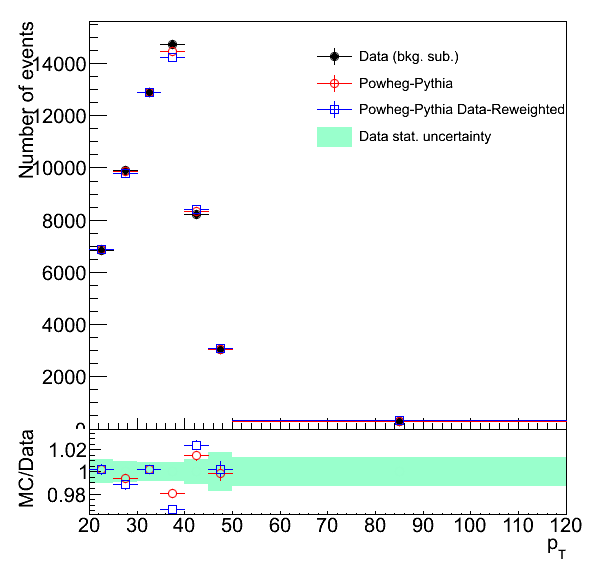 Number of events
14000
12000
10000
8000
6000
4000
2000
0
Data (bkg. sub.)
Powheg-Pythia
Powheg-Pythia Data-Reweighted
Data stat. uncertainty
MC/Data
1.02
1
0.98
20 30 40 50 60 70 80 90 100 110 120
p_T